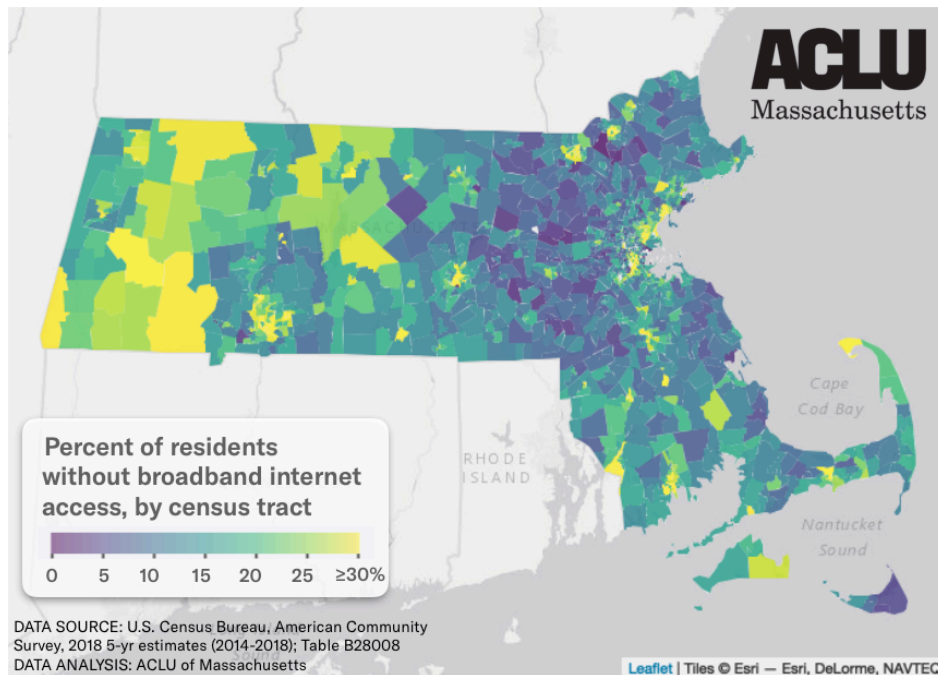 ACLU
Massachusetts
Cape
Cod Bay
RHODE
ISLAND
Nantucket
Sound
Percent of residents
without broadband internet
access, by census tract
0 5 10 15 20 25 ≥30%
DATA SOURCE: U.S. Census Bureau, American Community
Survey, 2018 5-yr estimates (2014-2018); Table B28008
DATA ANALYSIS: ACLU of Massachusetts
Leaflet | Tiles © Esri — Esri, DeLorme, NAVTEQ